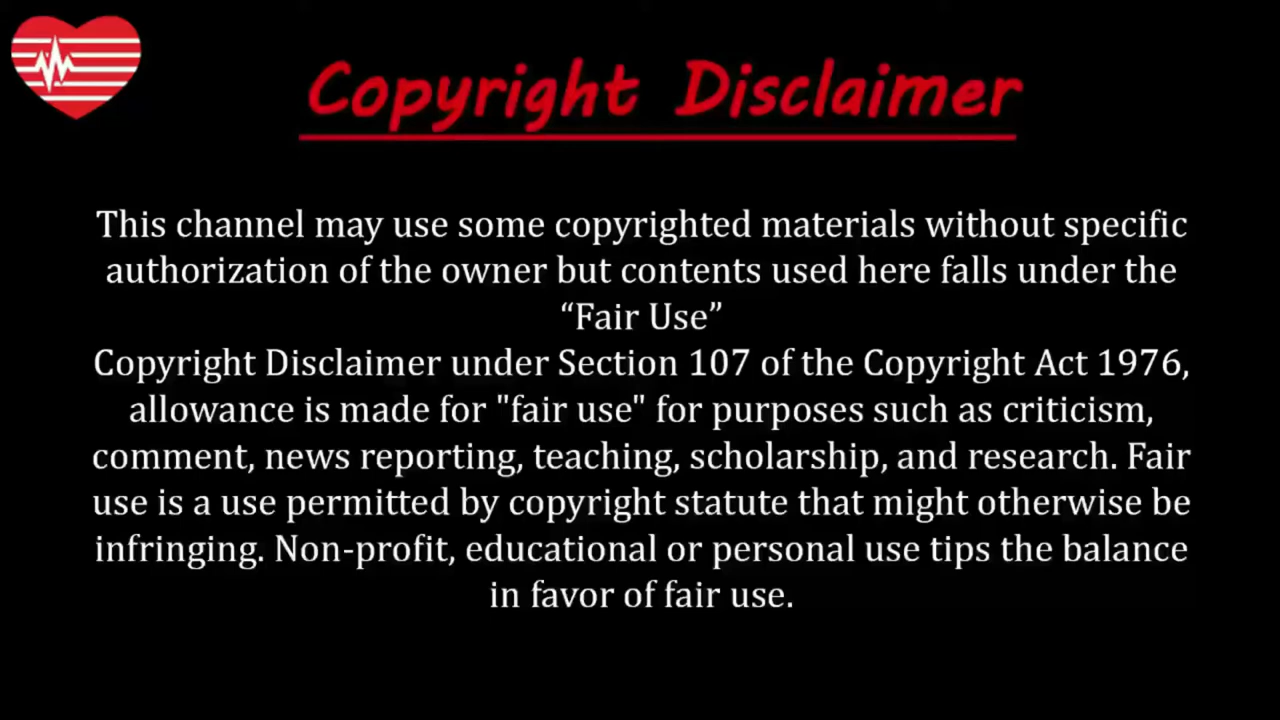 Copyright Disclaimer
This channel may use some copyrighted materials without specific
authorization of the owner but contents used here falls under the
“Fair Use”
Copyright Disclaimer under Section 107 of the Copyright Act 1976,
allowance is made for "fair use" for purposes such as criticism,
comment, news reporting, teaching, scholarship, and research. Fair
use is a use permitted by copyright statute that might otherwise be
infringing. Non-profit, educational or personal use tips the balance
in favor of fair use.